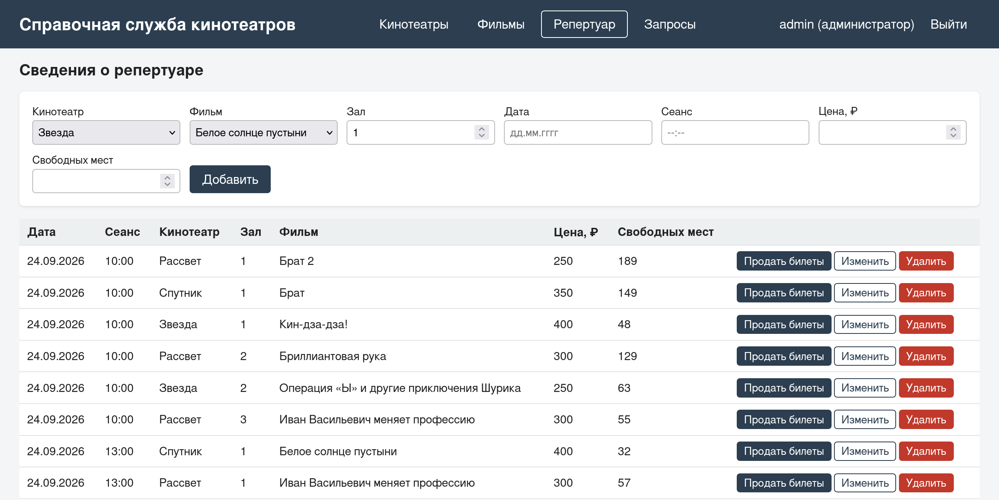 Справочная служба кинотеатров Кинотеатры Фильмы Репертуар Запросы admin (администратор) Выйти
Сведения о репертуаре
Кинотеатр Фильм Зал Дата Сеанс Цена, ₽
Звезда Белое солнце пустыни 1 дд.мм.гггг --:--
Свободных мест
Добавить
Дата Сеанс Кинотеатр Зал Фильм Цена, ₽ Свободных мест
24.09.2026 10:00 Рассвет 1 Брат 2 250 189 Продать билеты Изменить Удалить
24.09.2026 10:00 Спутник 1 Брат 350 149 Продать билеты Изменить Удалить
24.09.2026 10:00 Звезда 1 Кин-дза-дза! 400 48 Продать билеты Изменить Удалить
24.09.2026 10:00 Рассвет 2 Бриллиантовая рука 300 129 Продать билеты Изменить Удалить
24.09.2026 10:00 Звезда 2 Операция «Ы» и другие приключения Шурика 250 63 Продать билеты Изменить Удалить
24.09.2026 10:00 Рассвет 3 Иван Васильевич меняет профессию 300 55 Продать билеты Изменить Удалить
24.09.2026 13:00 Спутник 1 Белое солнце пустыни 400 32 Продать билеты Изменить Удалить
24.09.2026 13:00 Рассвет 1 Иван Васильевич меняет профессию 300 57 Продать билеты Изменить Удалить